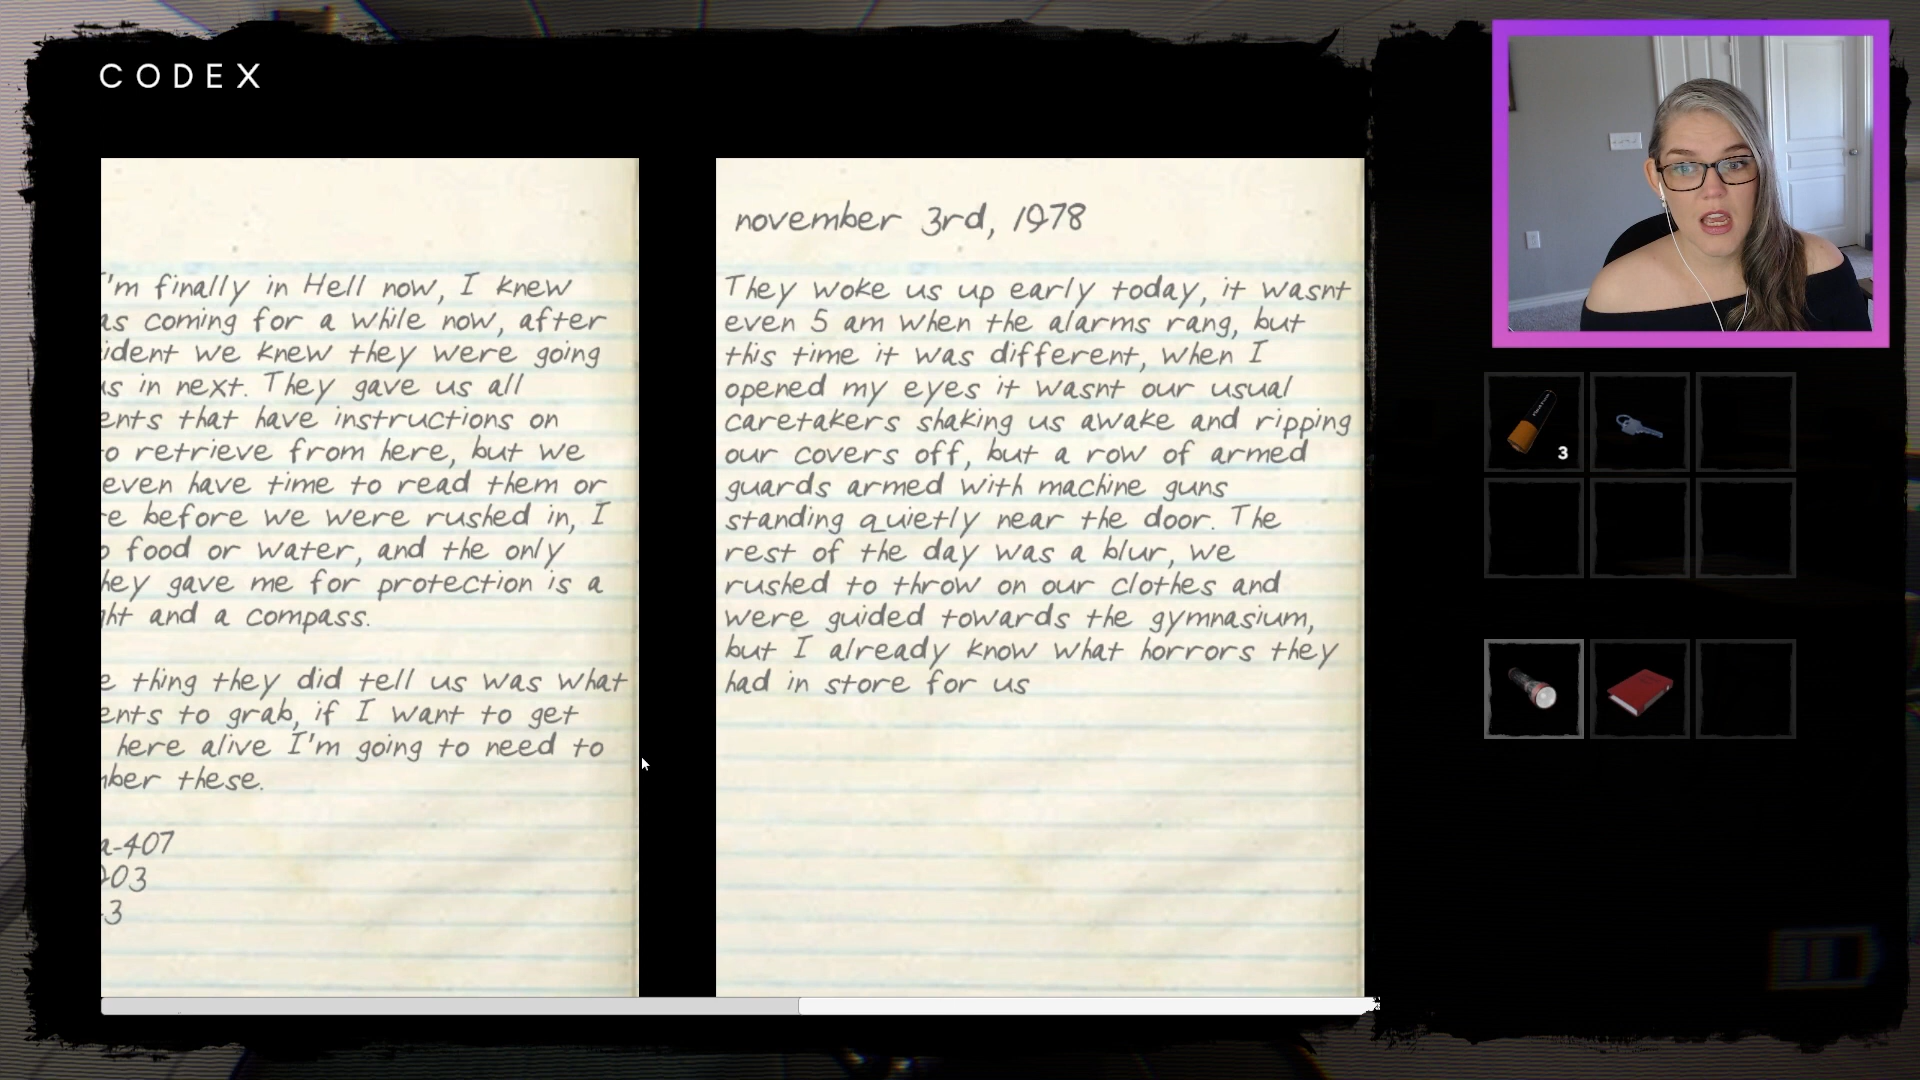 CODEX
I'm finally in Hell now, I knew
as coming for a while now, after
ident we knew they were going
us in next. They gave us all
ents that have instructions on
o retrieve from here, but we
even have time to read them or
re before we were rushed in, I
o food or water, and the only
hey gave me for protection is a
ht and a compass.
e thing they did tell us was what
ents to grab, if I want to get
here alive I'm going to need to
ber these.
a-407
03
-3
november 3rd, 1978
They woke us up early today, it wasnt
even 5 am when the alarms rang, but
this time it was different, when I
opened my eyes it wasnt our usual
caretakers shaking us awake and ripping
our covers off, but a row of armed
guards armed with machine guns
standing quietly near the door. The
rest of the day was a blur, we
rushed to throw on our clothes and
were guided towards the gymnasium,
but I already know what horrors they
had in store for us
3